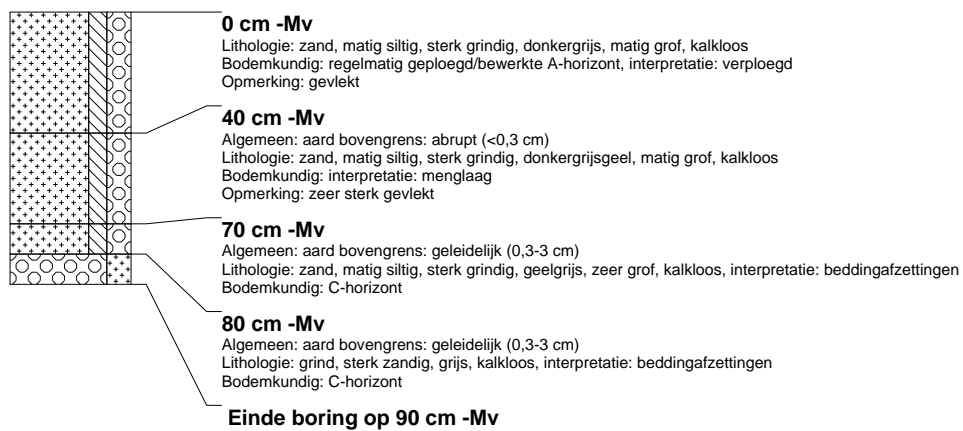 0 cm -Mv
Lithologie: zand, matig siltig, sterk grindig, donkergrijs, matig grof, kalkloos
Bodemkundig: regelmatig geploegd/bewerkte A-horizont, interpretatie: verploegd
Opmerking: gevlekt
40 cm -Mv
Algemeen: aard bovengrens: abrupt (<0,3 cm)
Lithologie: zand, matig siltig, sterk grindig, donkergrijsgeel, matig grof, kalkloos
Bodemkundig: interpretatie: menglaag
Opmerking: zeer sterk gevlekt
70 cm -Mv
Algemeen: aard bovengrens: geleidelijk (0,3-3 cm)
Lithologie: zand, matig siltig, sterk grindig, geelgrijs, zeer grof, kalkloos, interpretatie: beddingafzettingen
Bodemkundig: C-horizont
80 cm -Mv
Algemeen: aard bovengrens: geleidelijk (0,3-3 cm)
Lithologie: grind, sterk zandig, grijs, kalkloos, interpretatie: beddingafzettingen
Bodemkundig: C-horizont
Einde boring op 90 cm -Mv